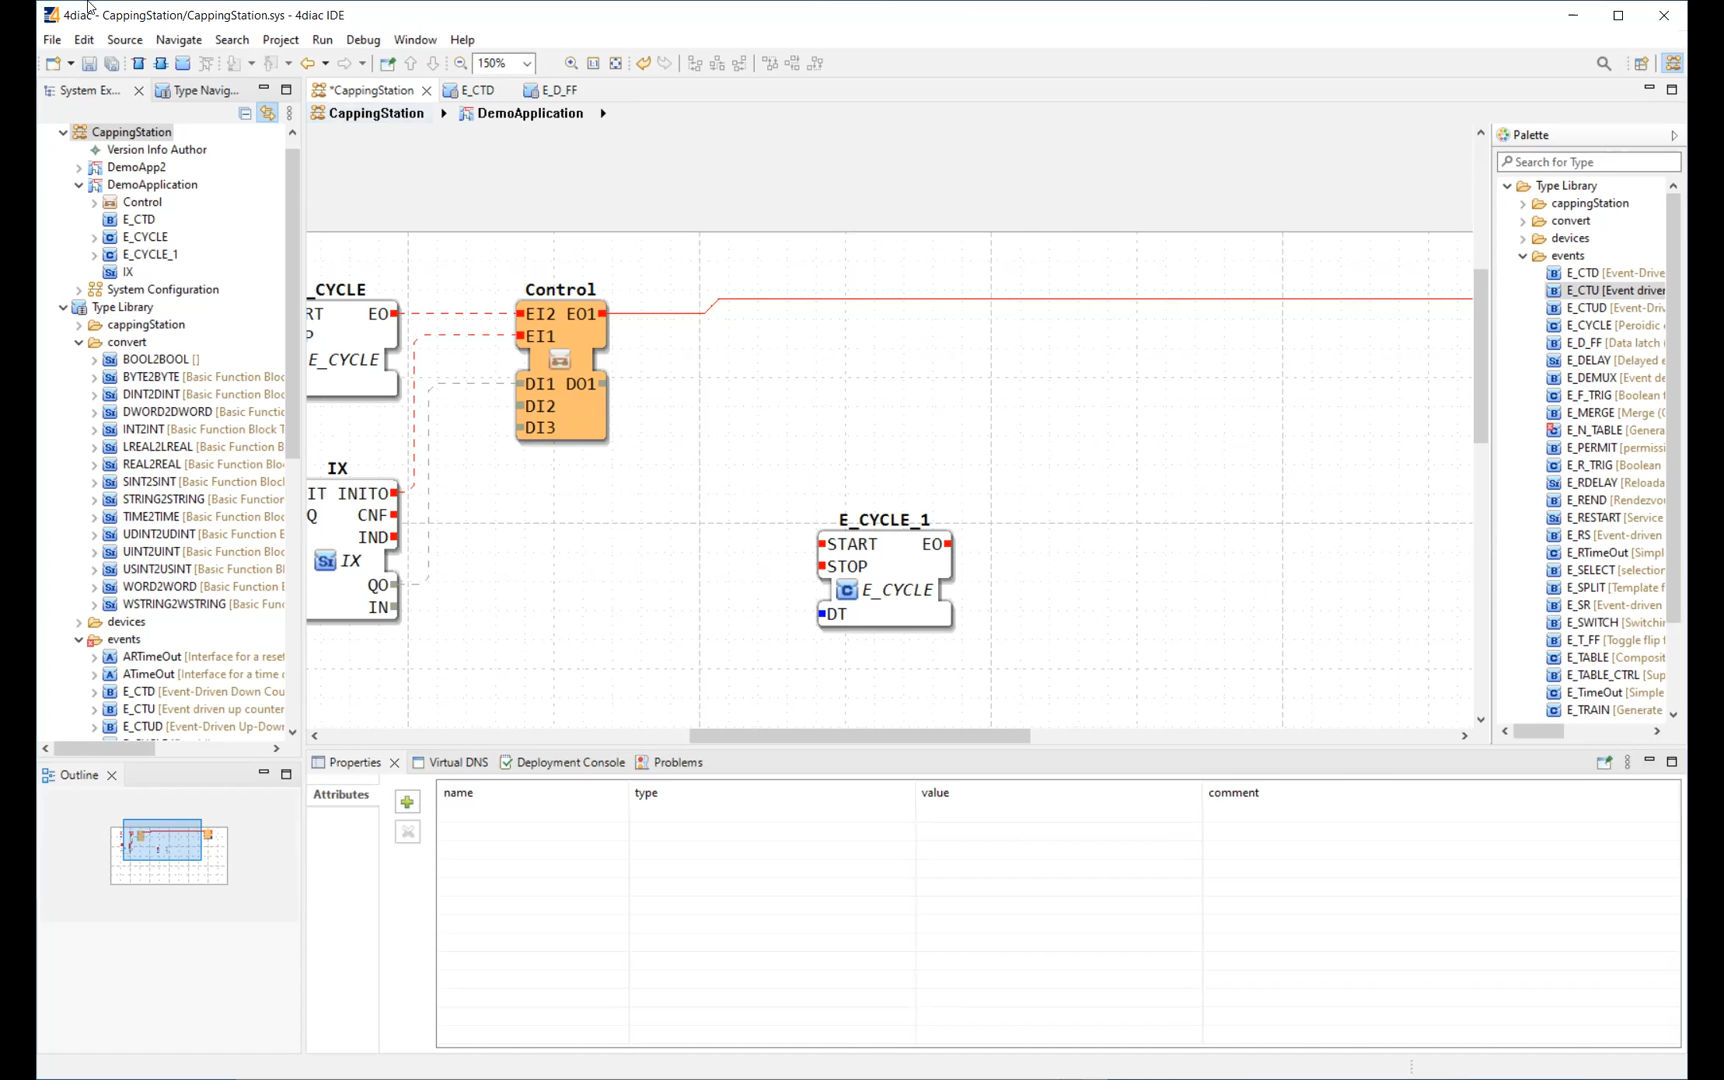 4diac - CappingStation/CappingStation.sys - 4diac IDE
File Edit Source Navigate Search Project Run Debug Window Help
150%
System Ex...
Type Navig...
CappingStation
Version Info Author
DemoApp2
DemoApplication
Control
E_CTD
E_CYCLE
E_CYCLE_1
IX
System Configuration
Type Library
cappingStation
convert
BOOL2BOOL []
BYTE2BYTE [Basic Function Bloc
DINT2DINT [Basic Function Block
DWORD2DWORD [Basic Functi
INT2INT [Basic Function Block T
LREAL2LREAL [Basic Function Blo
REAL2REAL [Basic Function Blo
SINT2SINT [Basic Function Block
STRING2STRING [Basic Function
TIME2TIME [Basic Function Bloc
UDINT2UDINT [Basic Function B
UINT2UINT [Basic Function Bloc
USINT2USINT [Basic Function Bl
WORD2WORD [Basic Function B
WSTRING2WSTRING [Basic Func
devices
events
ARTimeOut [Interface for a rese
ATimeOut [Interface for a time o
E_CTD [Event-Driven Down Cou
E_CTU [Event driven up counter
E_CTUD [Event-Driven Up-Dow
Outline
*CappingStation
E_CTD
E_D_FF
CappingStation
DemoApplication
_CYCLE
RT EO
P
E_CYCLE
Control
EI2 EO1
EI1
DI1 DO1
DI2
DI3
IX
IT INITO
Q CNF
IND
IX
QO
IN
E_CYCLE_1
START EO
STOP
E_CYCLE
DT
Palette
Search for Type
Type Library
cappingStation
convert
devices
events
E_CTD [Event-Drive
E_CTU [Event driver
E_CTUD [Event-Dri
E_CYCLE [Peroidic e
E_D_FF [Data latch (
E_DELAY [Delayed e
E_DEMUX [Event de
E_F_TRIG [Boolean f
E_MERGE [Merge (O
E_N_TABLE [Genera
E_PERMIT [permissi
E_R_TRIG [Boolean
E_RDELAY [Reloada
E_REND [Rendezvo
E_RESTART [Service
E_RS [Event-driven
E_RTimeOut [Simpl
E_SELECT [selection
E_SPLIT [Template f
E_SR [Event-driven
E_SWITCH [Switchin
E_T_FF [Toggle flip f
E_TABLE [Composit
E_TABLE_CTRL [Sup
E_TimeOut [Simple
E_TRAIN [Generate
Properties
Virtual DNS
Deployment Console
Problems
Attributes
name type value comment